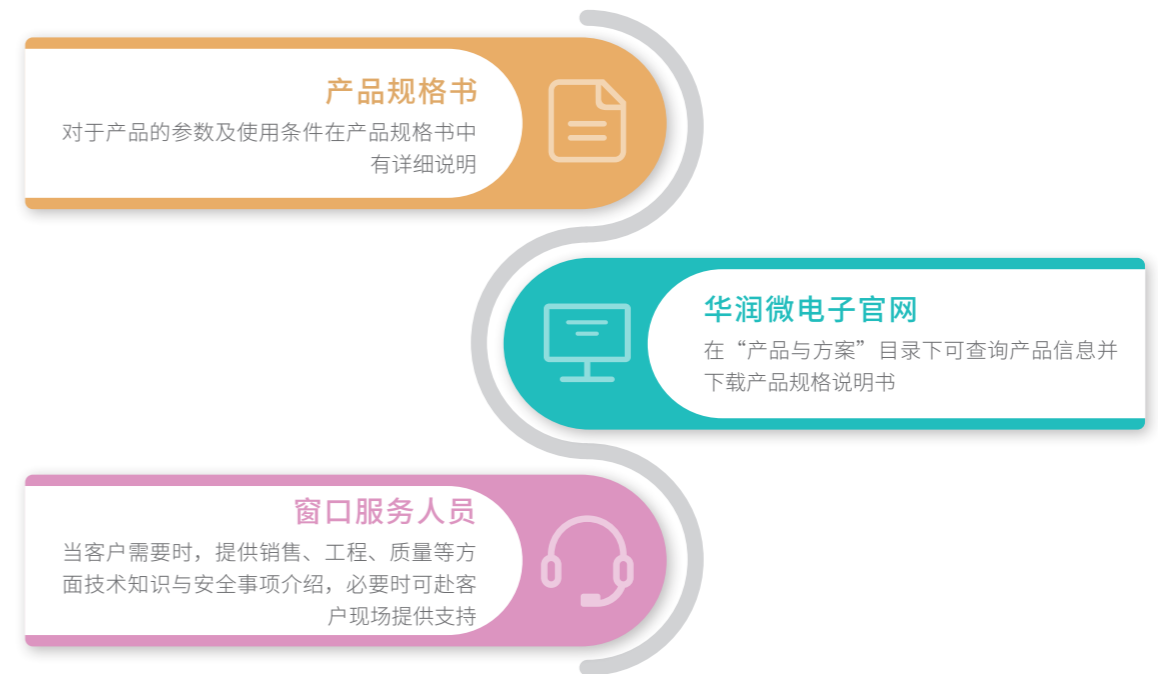 产品规格书
对于产品的参数及使用条件在产品规格书中
有详细说明
华润微电子官网
在“产品与方案”目录下可查询产品信息并
下载产品规格说明书
窗口服务人员
当客户需要时，提供销售、工程、质量等方
面技术知识与安全事项介绍，必要时可赴客
户现场提供支持